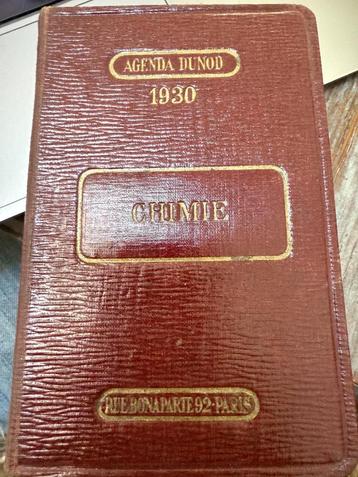 AGENDA DUNOD
1930
CHIMIE
RUE.BONAPARTE 92-PARIS